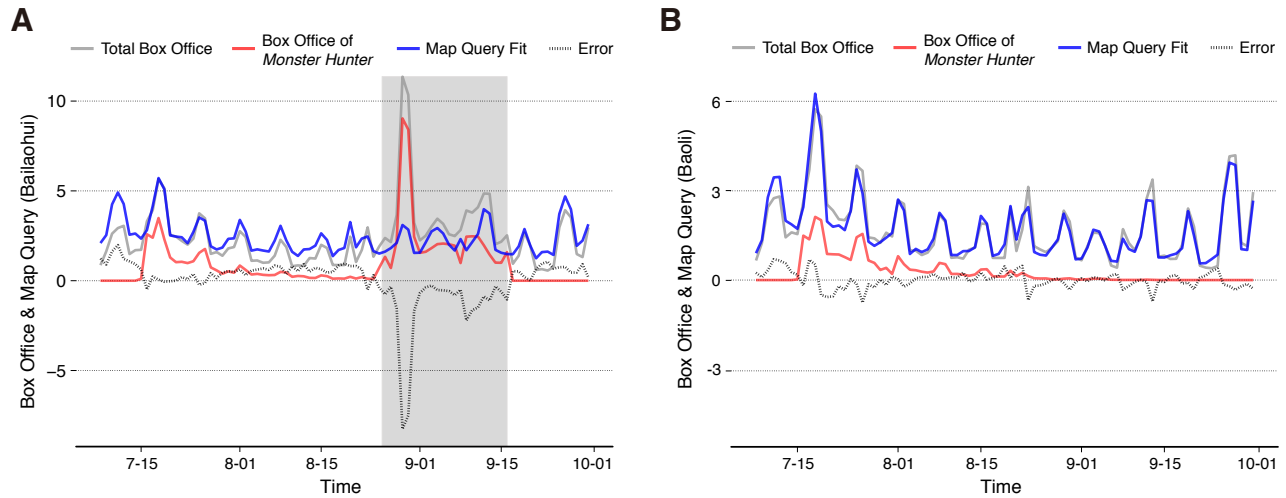 A
Total Box Office
Box Office of
Monster Hunter
Map Query Fit
Error
Box Office & Map Query (Bailaohui)
10
5
0
−5
7-15
8-01
8-15
9-01
9-15
10-01
Time
B
Total Box Office
Box Office of
Monster Hunter
Map Query Fit
Error
Box Office & Map Query (Baoli)
6
3
0
-3
7-15
8-01
8-15
9-01
9-15
10-01
Time